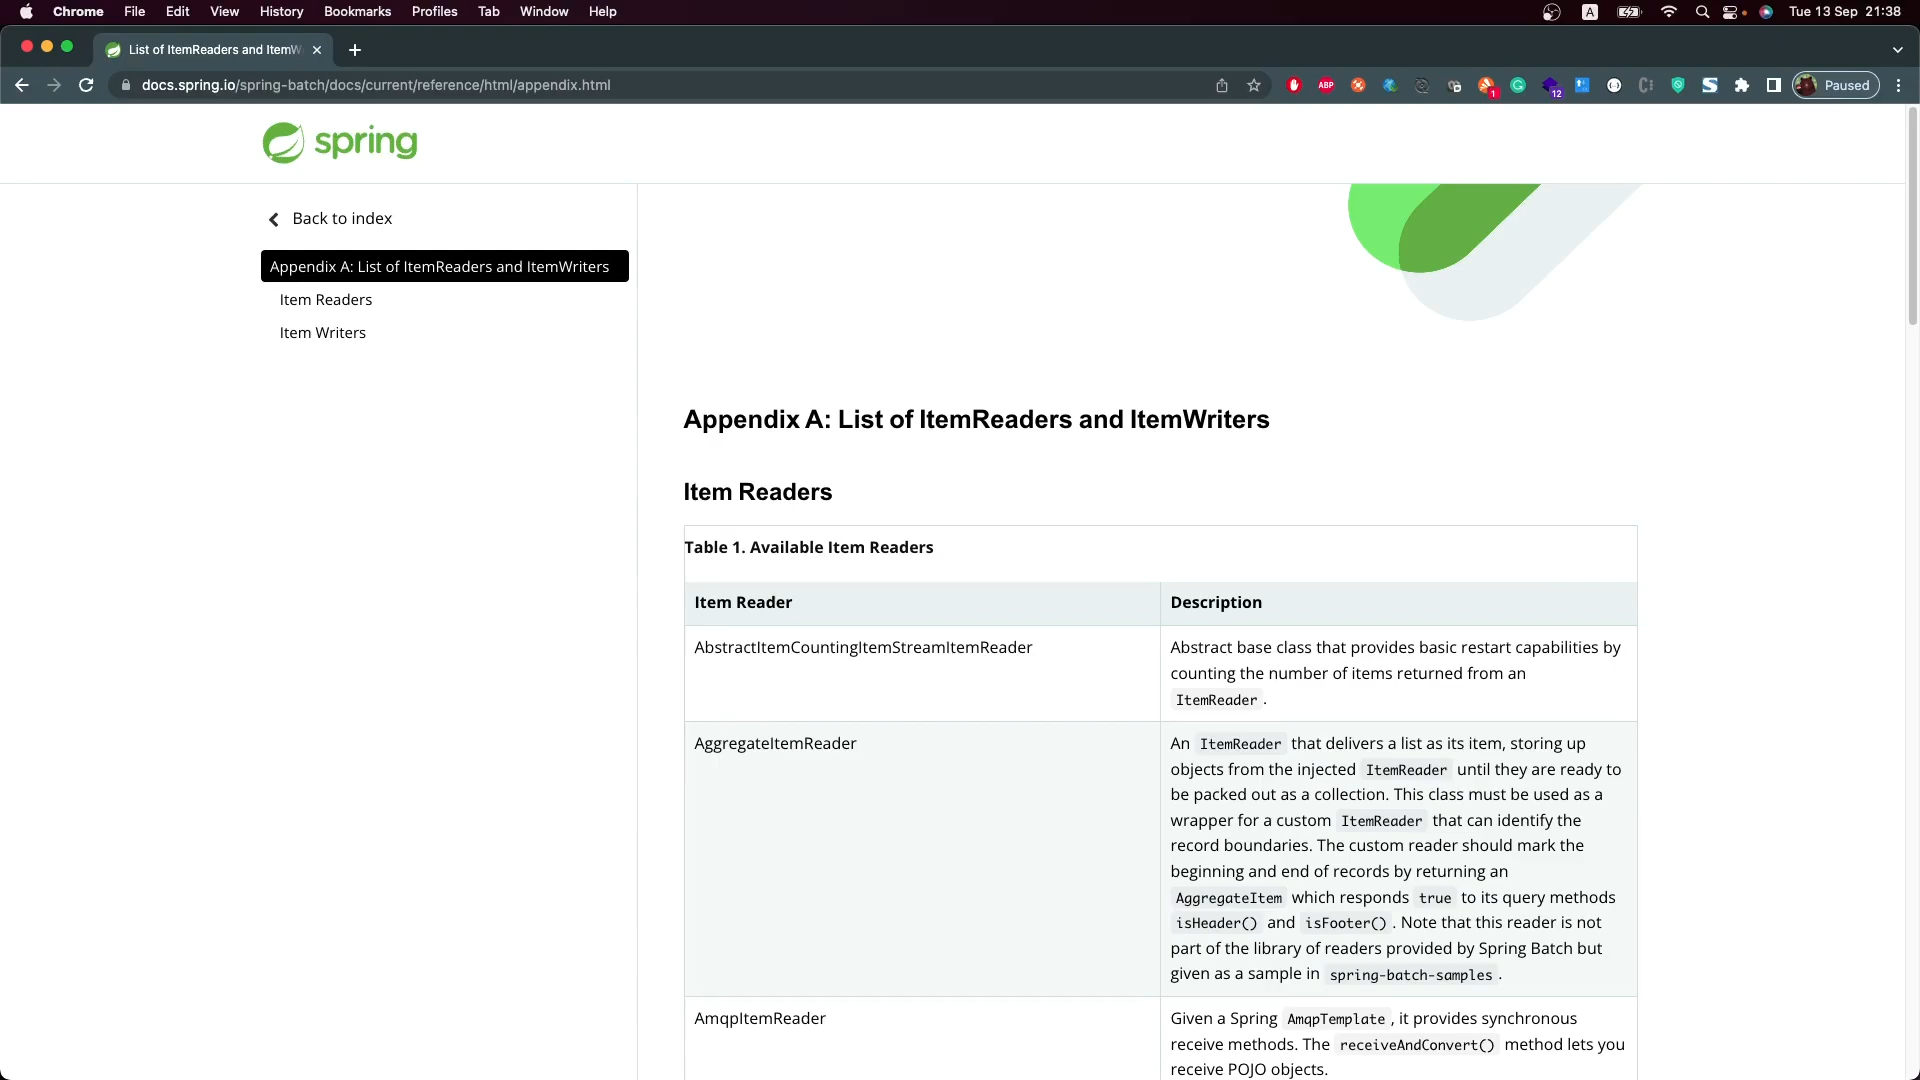 Chrome File Edit View History Bookmarks Profiles Tab Window Help
A
Tue 13 Sep 21:38
List of ItemReaders and ItemW
docs.spring.io/spring-batch/docs/current/reference/html/appendix.html
ABP
1
12
Paused
spring
Back to index
Appendix A: List of ItemReaders and ItemWriters
Item Readers
Item Writers
Appendix A: List of ItemReaders and ItemWriters
Item Readers
Table 1. Available Item Readers
Item Reader
Description
AbstractItemCountingItemStreamItemReader
Abstract base class that provides basic restart capabilities by
counting the number of items returned from an
ItemReader.
AggregateItemReader
An ItemReader that delivers a list as its item, storing up
objects from the injected ItemReader until they are ready to
be packed out as a collection. This class must be used as a
wrapper for a custom ItemReader that can identify the
record boundaries. The custom reader should mark the
beginning and end of records by returning an
AggregateItem which responds true to its query methods
isHeader() and isFooter(). Note that this reader is not
part of the library of readers provided by Spring Batch but
given as a sample in spring-batch-samples.
AmqpItemReader
Given a Spring AmqpTemplate, it provides synchronous
receive methods. The receiveAndConvert() method lets you
receive POJO objects.